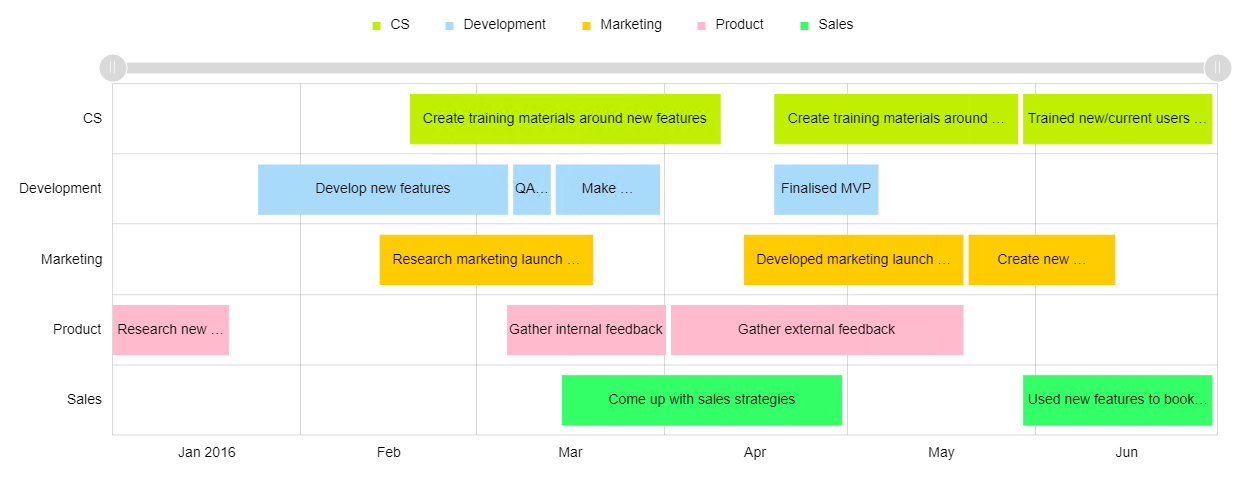 CS Development Marketing Product Sales
CS Create training materials around new features Create training materials around ... Trained new/current users ...
Development Develop new features QA... Make ... Finalised MVP
Marketing Research marketing launch ... Developed marketing launch ... Create new ...
Product Research new ... Gather internal feedback Gather external feedback
Sales Come up with sales strategies Used new features to book...
Jan 2016 Feb Mar Apr May Jun